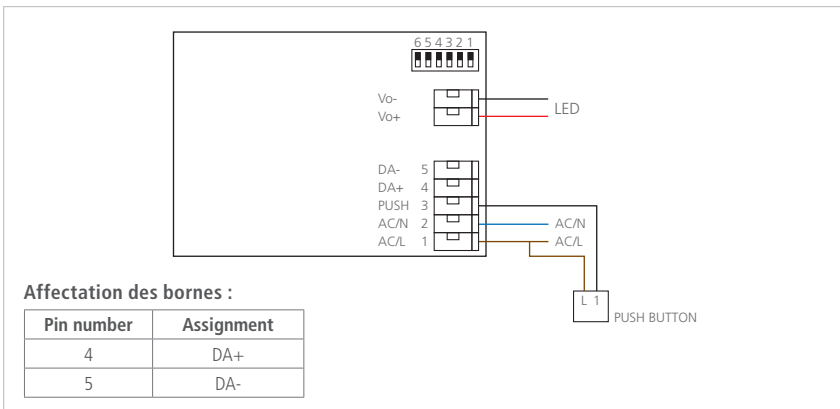 6 5 4 3 2 1
Vo-
Vo+
LED
DA- 5
DA+ 4
PUSH 3
AC/N 2 AC/N
AC/L 1 AC/L
L 1
PUSH BUTTON
Affectation des bornes :
Pin number Assignment
4 DA+
5 DA-